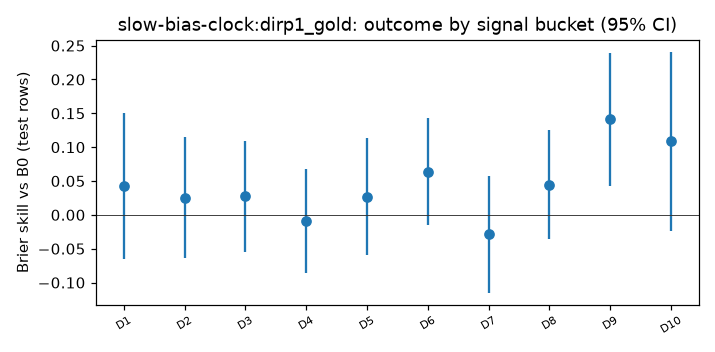 slow-bias-clock:dirp1_gold: outcome by signal bucket (95% CI)
Brier skill vs B0 (test rows)
0.25
0.20
0.15
0.10
0.05
0.00
−0.05
−0.10
D1 D2 D3 D4 D5 D6 D7 D8 D9 D10